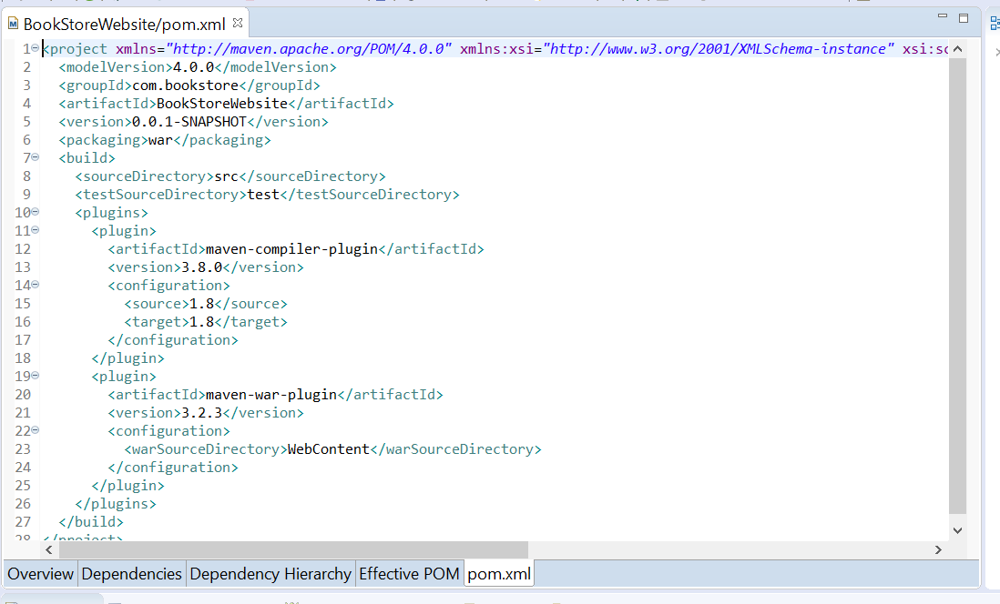 BookStoreWebsite/pom.xml
1 <project xmlns="http://maven.apache.org/POM/4.0.0" xmlns:xsi="http://www.w3.org/2001/XMLSchema-instance" xsi:sc
2 <modelVersion>4.0.0</modelVersion>
3 <groupId>com.bookstore</groupId>
4 <artifactId>BookStoreWebsite</artifactId>
5 <version>0.0.1-SNAPSHOT</version>
6 <packaging>war</packaging>
7 <build>
8 <sourceDirectory>src</sourceDirectory>
9 <testSourceDirectory>test</testSourceDirectory>
10 <plugins>
11 <plugin>
12 <artifactId>maven-compiler-plugin</artifactId>
13 <version>3.8.0</version>
14 <configuration>
15 <source>1.8</source>
16 <target>1.8</target>
17 </configuration>
18 </plugin>
19 <plugin>
20 <artifactId>maven-war-plugin</artifactId>
21 <version>3.2.3</version>
22 <configuration>
23 <warSourceDirectory>WebContent</warSourceDirectory>
24 </configuration>
25 </plugin>
26 </plugins>
27 </build>
28 </project>
Overview Dependencies Dependency Hierarchy Effective POM pom.xml